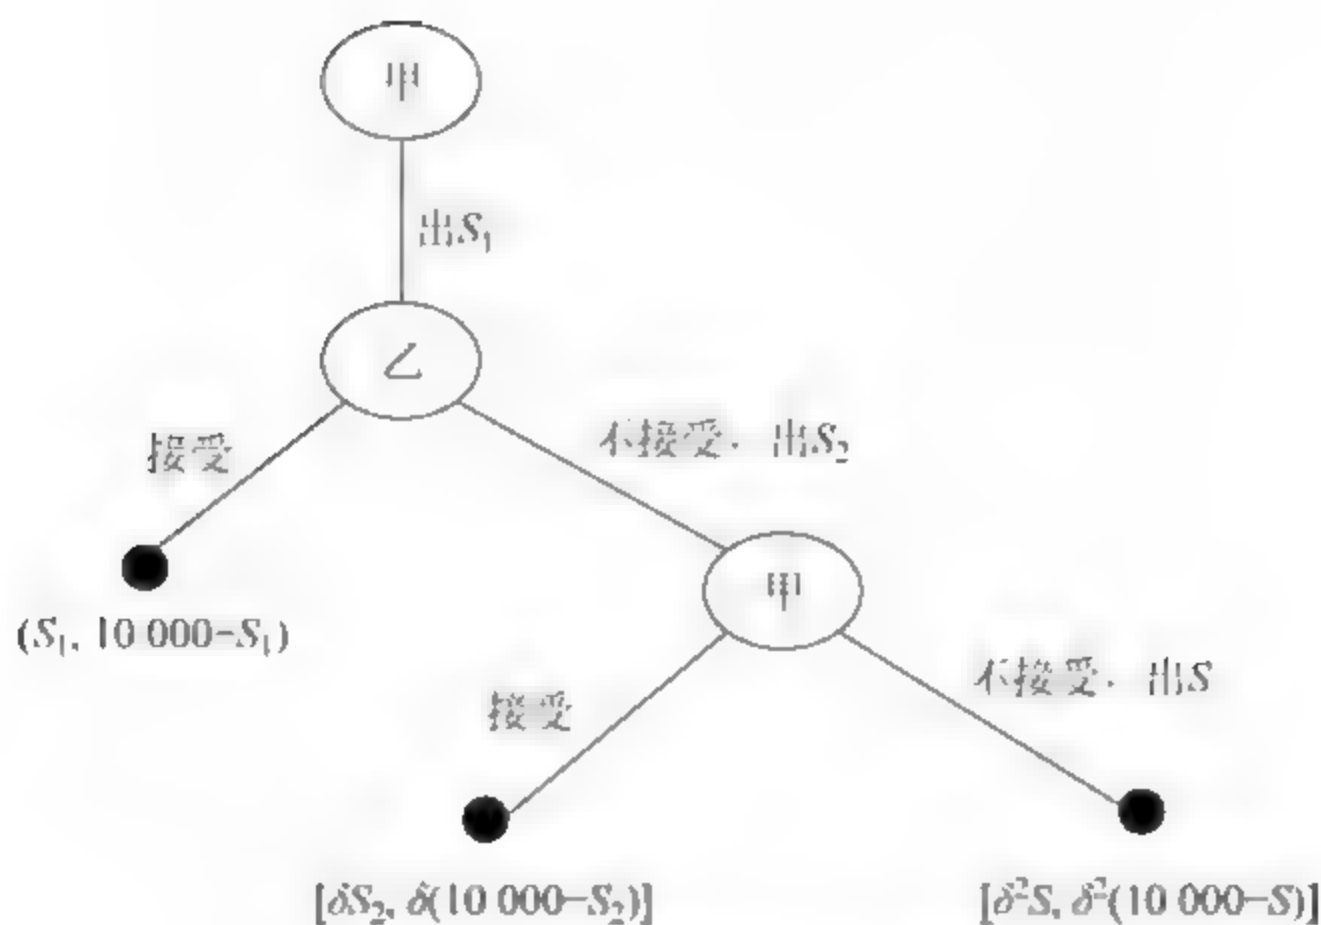 甲
出S₁
乙
接受
不接受，出S₂
(S₁, 10 000−S₁)
甲
接受
不接受，出S
[δS₂, δ(10 000−S₂)]
[δ²S, δ²(10 000−S)]